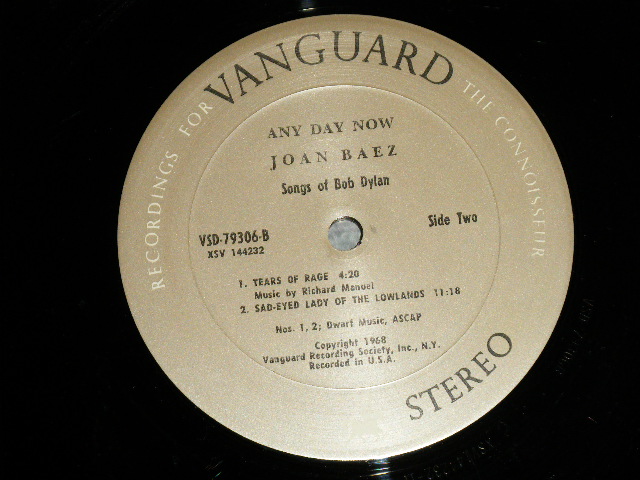 RECORDINGS FOR VANGUARD THE CONNOISSEUR
ANY DAY NOW
JOAN BAEZ
Songs of Bob Dylan
VSD-79306-B
XSV 144232
Side Two
1. TEARS OF RAGE 4:20
Music by Richard Manuel
2. SAD-EYED LADY OF THE LOWLANDS 11:18
Nos. 1, 2; Dwarf Music, ASCAP
Copyright 1968
Vanguard Recording Society, Inc., N.Y.
Recorded in U.S.A.
STEREO